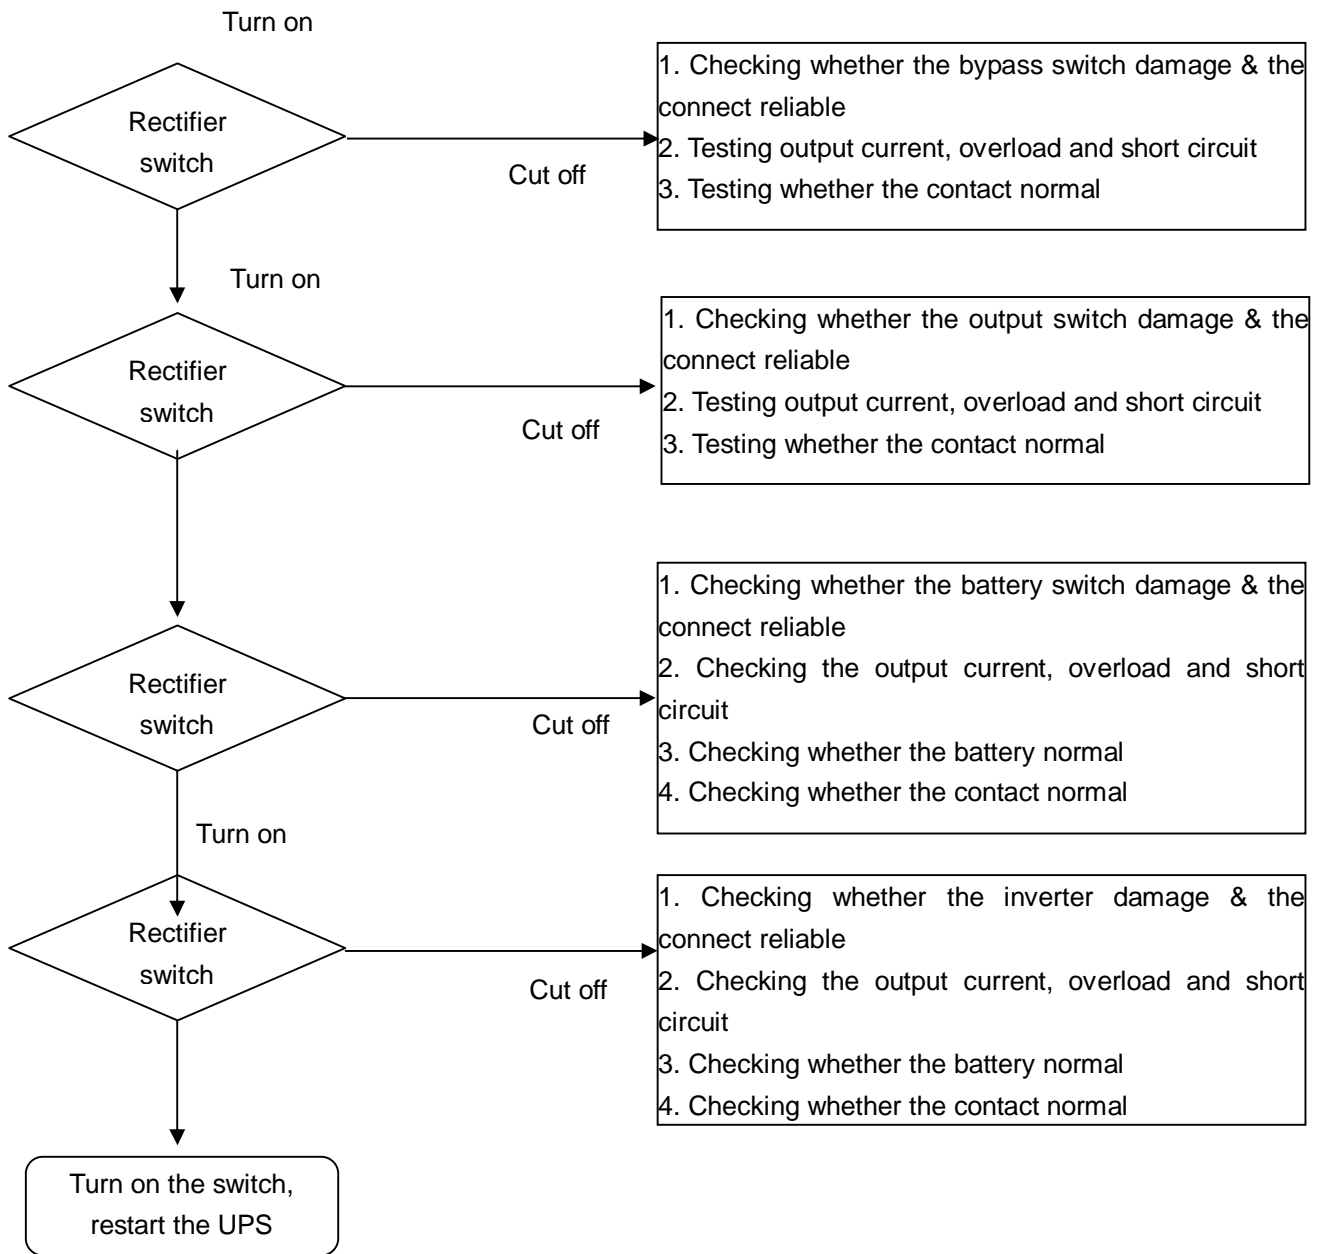 Turn on
Rectifier
switch
Cut off
1. Checking whether the bypass switch damage & the
connect reliable
2. Testing output current, overload and short circuit
3. Testing whether the contact normal
Turn on
Rectifier
switch
Cut off
1. Checking whether the output switch damage & the
connect reliable
2. Testing output current, overload and short circuit
3. Testing whether the contact normal
Rectifier
switch
Cut off
1. Checking whether the battery switch damage & the
connect reliable
2. Checking the output current, overload and short
circuit
3. Checking whether the battery normal
4. Checking whether the contact normal
Turn on
Rectifier
switch
Cut off
1. Checking whether the inverter damage & the
connect reliable
2. Checking the output current, overload and short
circuit
3. Checking whether the battery normal
4. Checking whether the contact normal
Turn on the switch,
restart the UPS